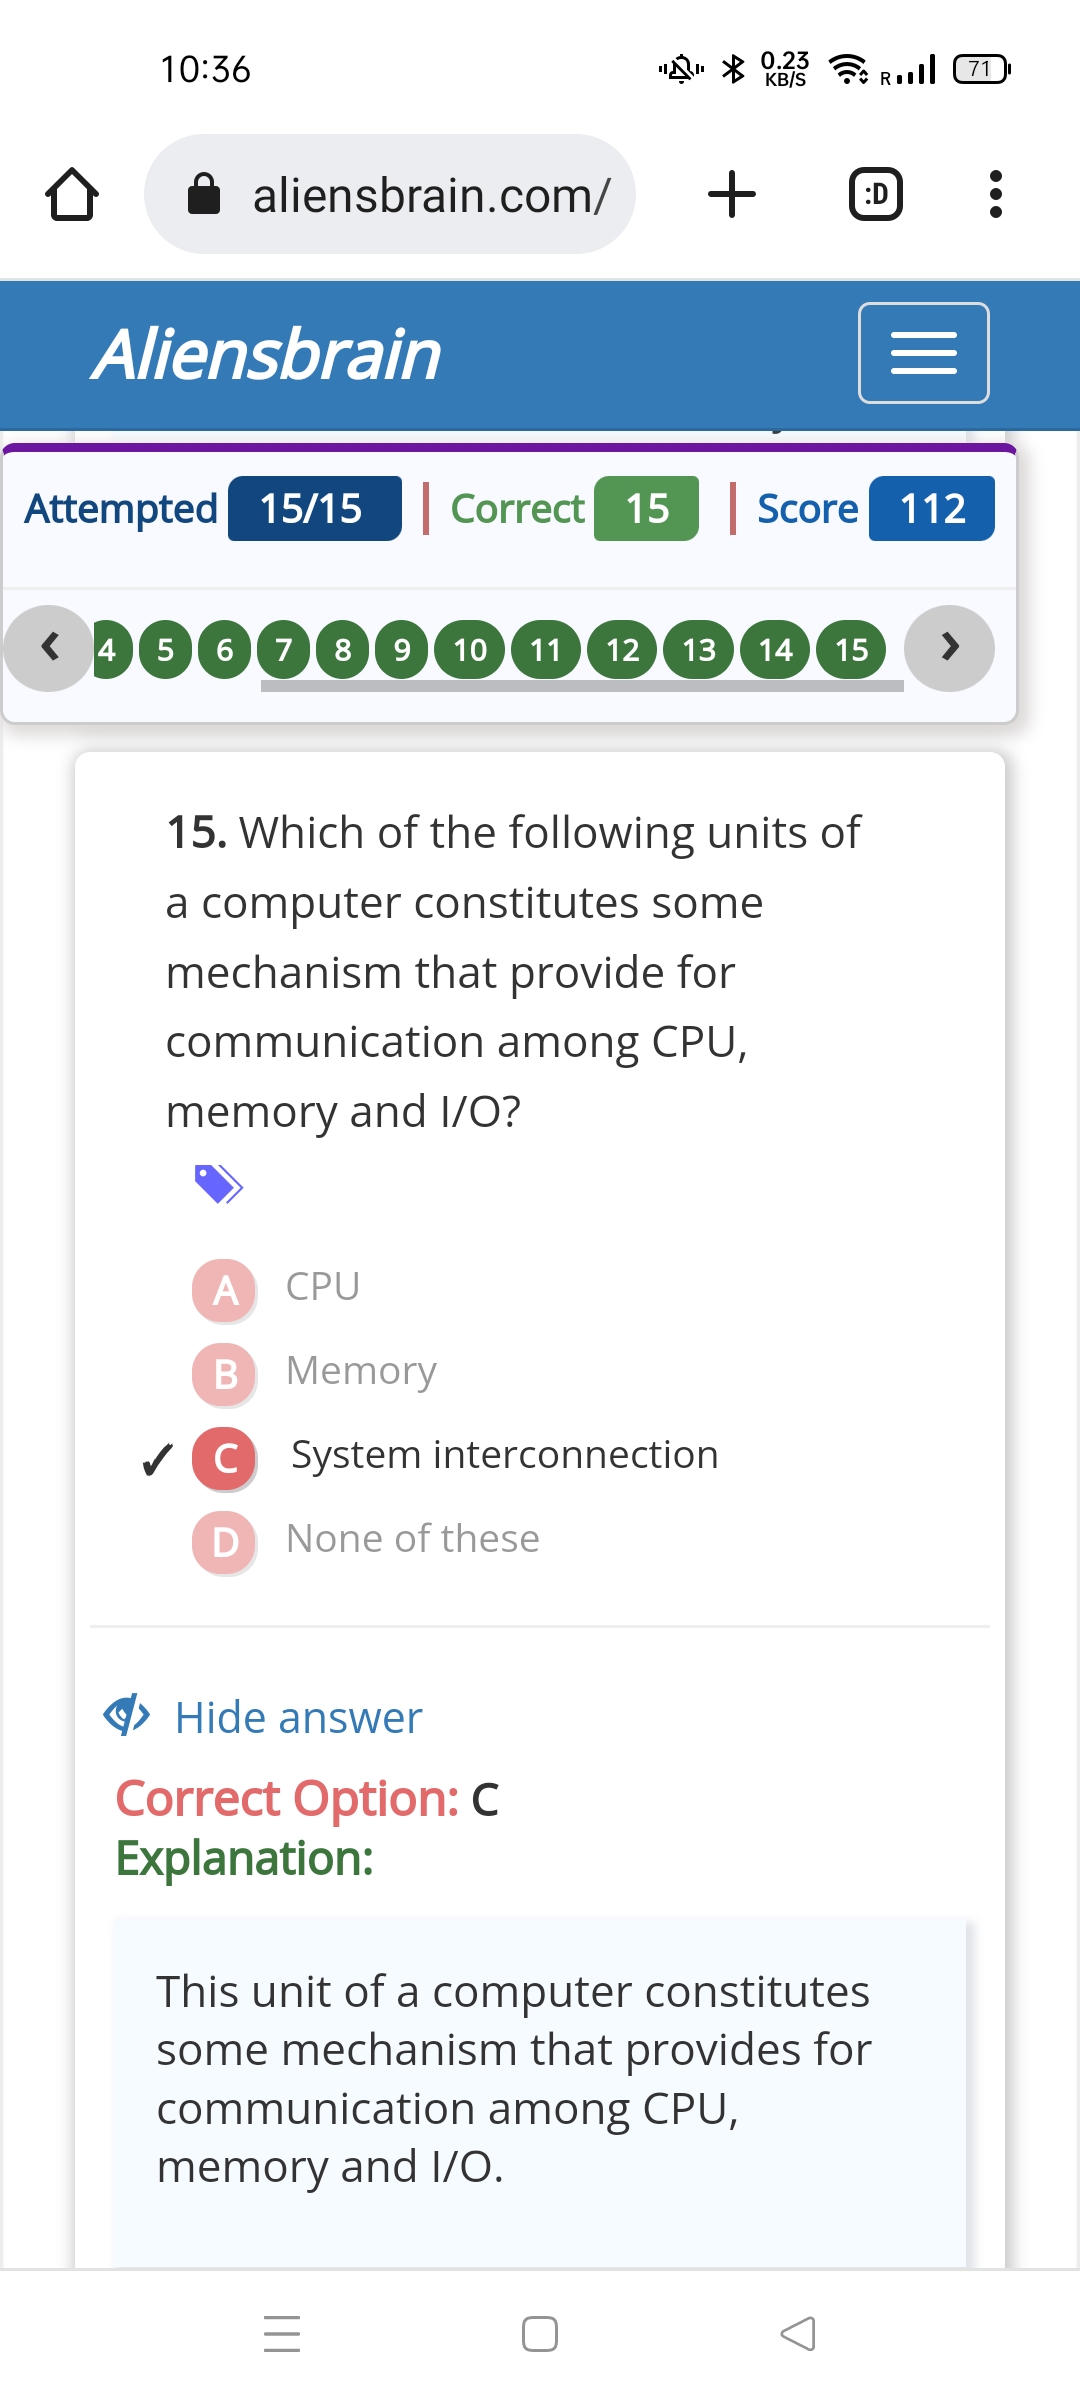 10:36
0.23 KB/S
R
71
aliensbrain.com/
:D
Aliensbrain
Attempted 15/15 | Correct 15 | Score 112
‹ 4 5 6 7 8 9 10 11 12 13 14 15 ›
15. Which of the following units of
a computer constitutes some
mechanism that provide for
communication among CPU,
memory and I/O?
A CPU
B Memory
✓ C System interconnection
D None of these
Hide answer
Correct Option: C
Explanation:
This unit of a computer constitutes
some mechanism that provides for
communication among CPU,
memory and I/O.